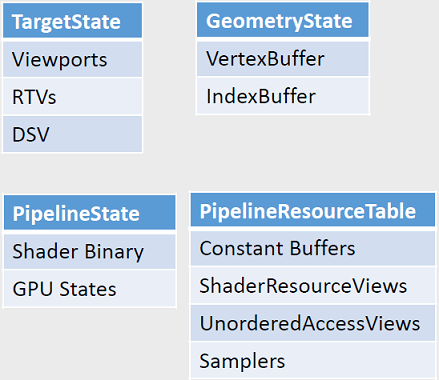 TargetState
Viewports
RTVs
DSV
GeometryState
VertexBuffer
IndexBuffer
PipelineState
Shader Binary
GPU States
PipelineResourceTable
Constant Buffers
ShaderResourceViews
UnorderedAccessViews
Samplers